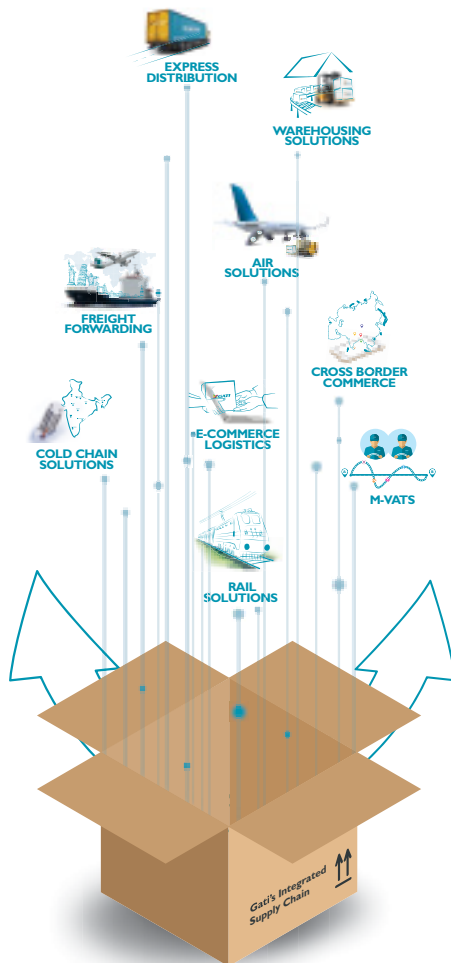 EXPRESS
DISTRIBUTION
WAREHOUSING
SOLUTIONS
AIR
SOLUTIONS
FREIGHT
FORWARDING
CROSS BORDER
COMMERCE
E-COMMERCE
LOGISTICS
COLD CHAIN
SOLUTIONS
M-VATS
RAIL
SOLUTIONS
Gati's Integrated
Supply Chain